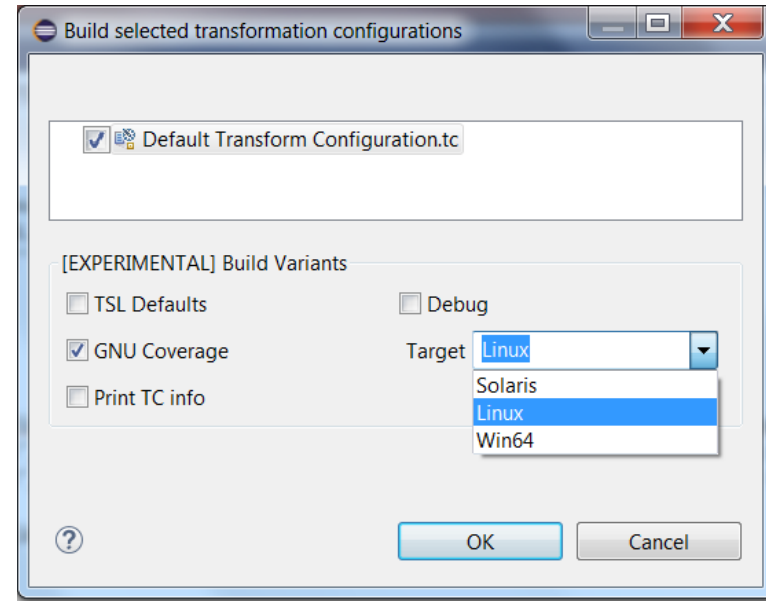 Build selected transformation configurations
Default Transform Configuration.tc
[EXPERIMENTAL] Build Variants
TSL Defaults
Debug
GNU Coverage
Target Linux
Print TC info
Solaris
Linux
Win64
OK
Cancel